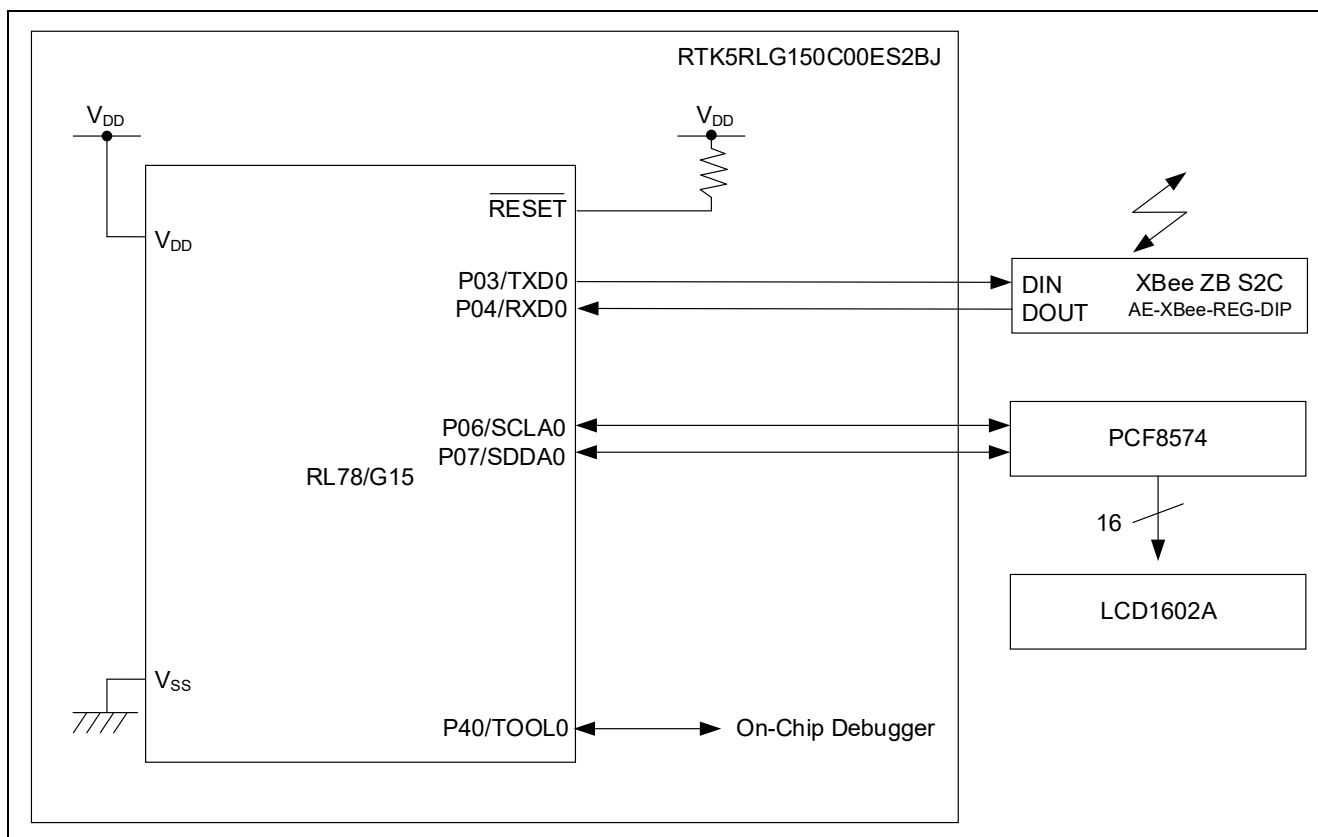 RTK5RLG150C00ES2BJ
VDD
VDD
RESET
VDD
P03/TXD0
DIN
XBee ZB S2C
P04/RXD0
DOUT
AE-XBee-REG-DIP
P06/SCLA0
P07/SDDA0
PCF8574
RL78/G15
16
LCD1602A
VSS
P40/TOOL0
On-Chip Debugger